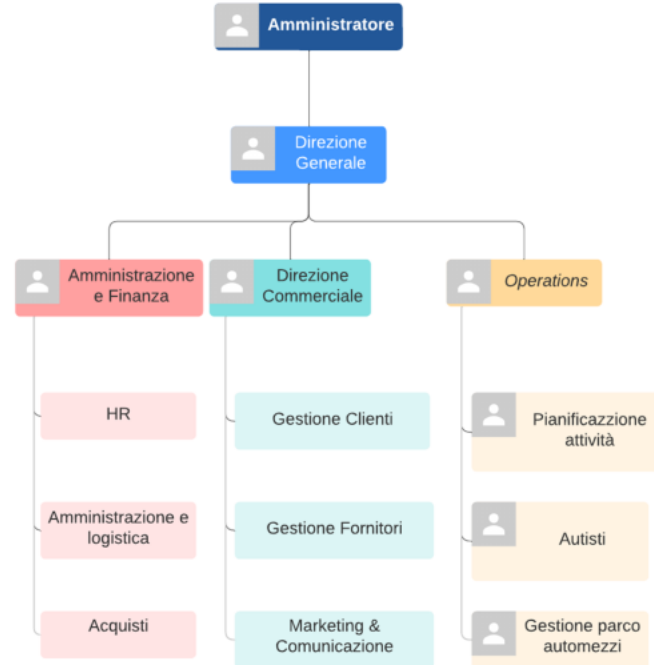 Amministratore
Direzione
Generale
Amministrazione
e Finanza
Direzione
Commerciale
Operations
HR
Gestione Clienti
Pianificazzione
attività
Amministrazione e
logistica
Gestione Fornitori
Autisti
Acquisti
Marketing &
Comunicazione
Gestione parco
automezzi